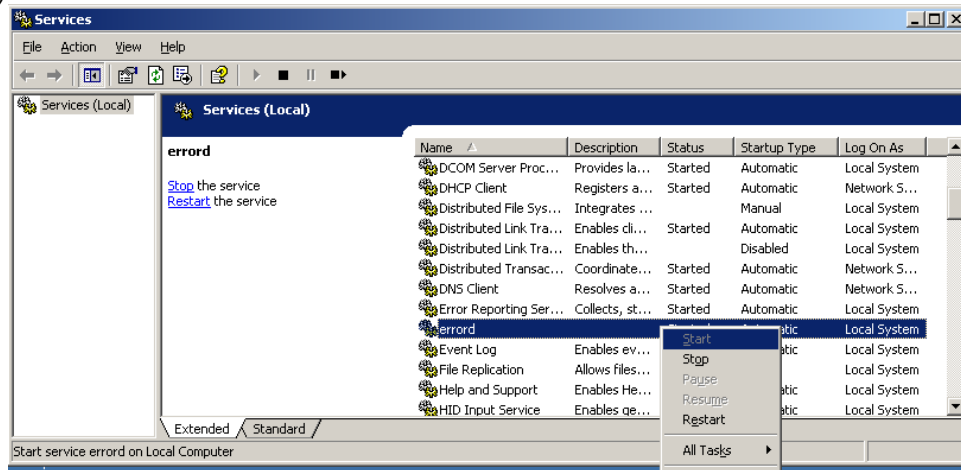 Services
File Action View Help
Services (Local)
Services (Local)
errord
Stop the service
Restart the service
Name Description Status Startup Type Log On As
DCOM Server Proc... Provides la... Started Automatic Local System
DHCP Client Registers a... Started Automatic Network S...
Distributed File Sys... Integrates ... Manual Local System
Distributed Link Tra... Enables cli... Started Automatic Local System
Distributed Link Tra... Enables th... Disabled Local System
Distributed Transac... Coordinate... Started Automatic Network S...
DNS Client Resolves a... Started Automatic Network S...
Error Reporting Ser... Collects, st... Started Automatic Local System
errord Local System
Event Log Enables ev... Local System
File Replication Allows files... Local System
Help and Support Enables He... Local System
HID Input Service Enables ge... Local System
Start
Stop
Pause
Resume
Restart
All Tasks
Extended Standard
Start service errord on Local Computer